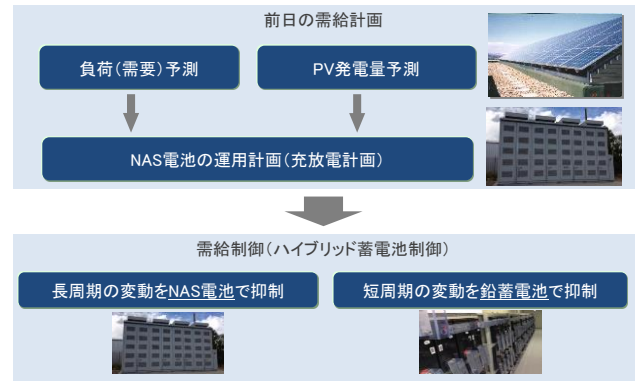 前日の需給計画
負荷(需要)予測
PV発電量予測
NAS電池の運用計画(充放電計画)
需給制御(ハイブリッド蓄電池制御)
長周期の変動をNAS電池で抑制
短周期の変動を鉛蓄電池で抑制